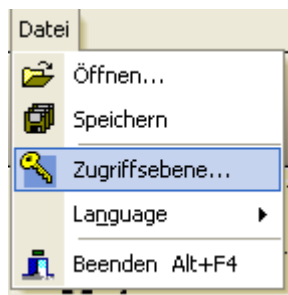 Datei
Öffnen...
Speichern
Zugriffsebene...
Language
Beenden Alt+F4